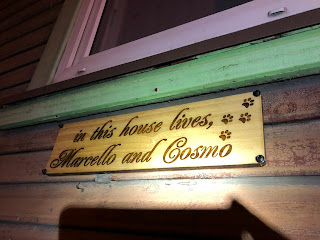 in this house lives,
Marcello and Cosmo